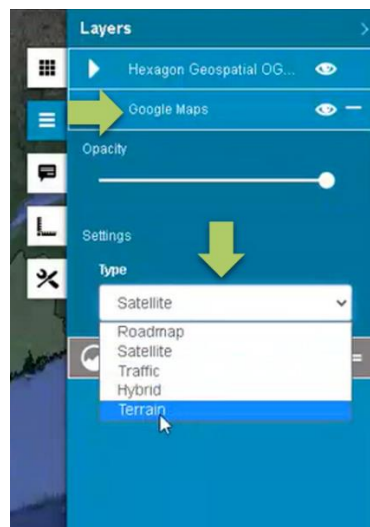 Layers
Hexagon Geospatial OG...
Google Maps
Opacity
Settings
Type
Satellite
Roadmap
Satellite
Traffic
Hybrid
Terrain